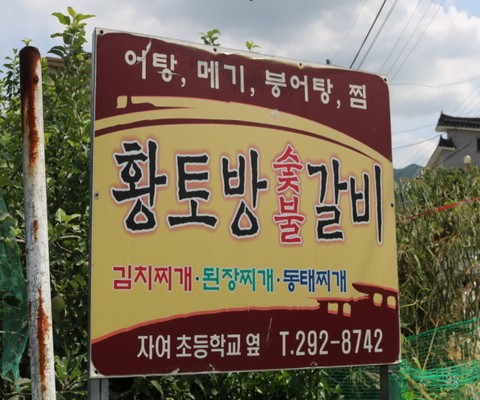 어탕, 메기, 붕어탕, 찜
황토방 숯불 갈비
김치찌개·된장찌개·동태찌개
자여 초등학교 옆 T.292-8742